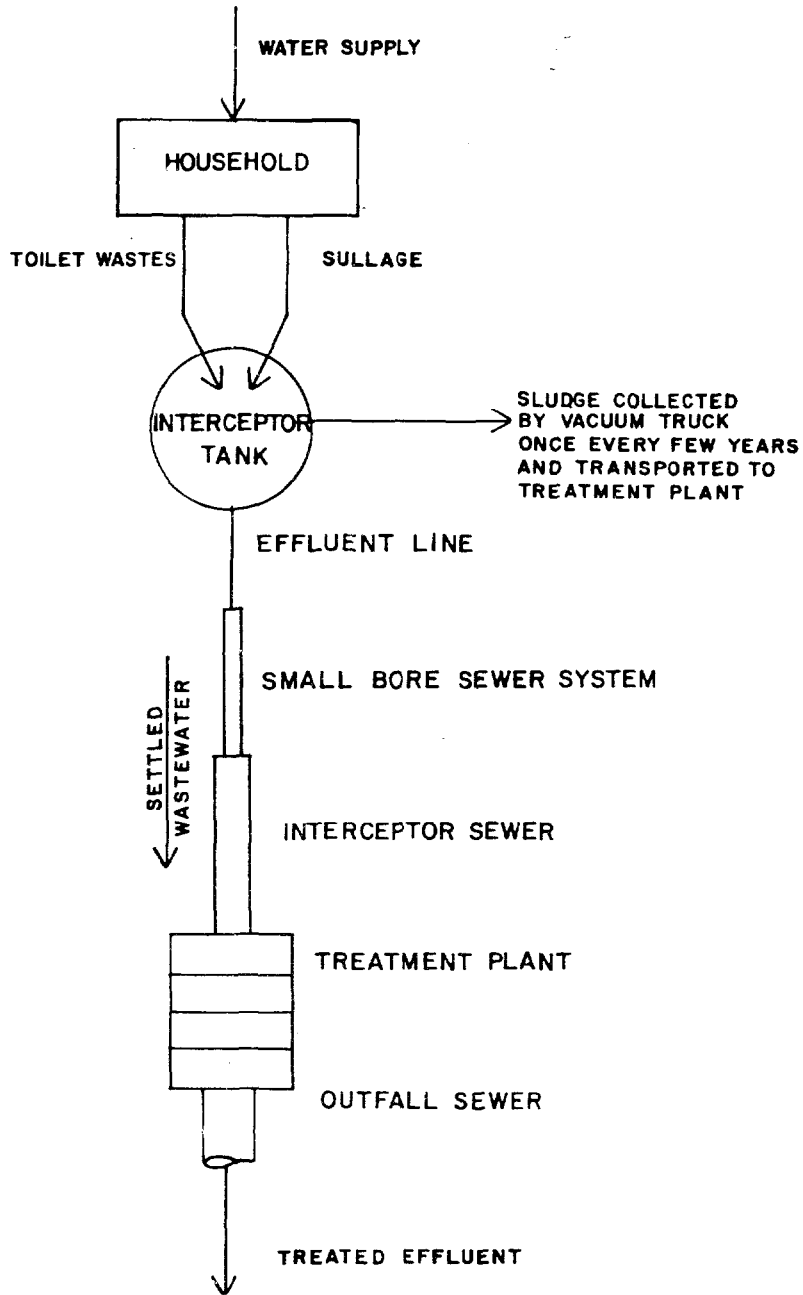 WATER SUPPLY
HOUSEHOLD
TOILET WASTES
SULLAGE
INTERCEPTOR
TANK
SLUDGE COLLECTED
BY VACUUM TRUCK
ONCE EVERY FEW YEARS
AND TRANSPORTED TO
TREATMENT PLANT
EFFLUENT LINE
SMALL BORE SEWER SYSTEM
SETTLED
WASTEWATER
INTERCEPTOR SEWER
TREATMENT PLANT
OUTFALL SEWER
TREATED EFFLUENT